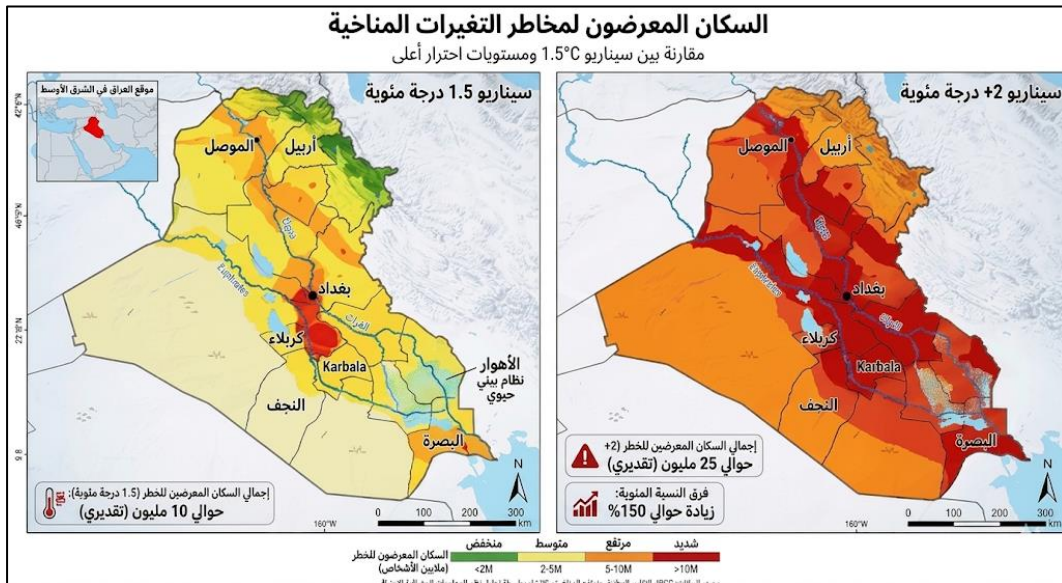 السكان المعرضون لمخاطر التغيرات المناخية
مقارنة بين سيناريو 1.5°C ومستويات احترار أعلى
موقع العراق في الشرق الأوسط
سيناريو 1.5 درجة مئوية
الموصل
أربيل
Euphrates
بغداد
الفرات
كربلاء
Karbala
الأهوار
نظام بيئي
حيوي
النجف
البصرة
إجمالي السكان المعرضين للخطر (1.5 درجة مئوية):
حوالي 10 مليون (تقديري)
N
160°W
0 100 200 300
km
سيناريو +2 درجة مئوية
الموصل
أربيل
Euphrates
بغداد
كربلاء
Karbala
النجف
البصرة
إجمالي السكان المعرضين للخطر (2+
حوالي 25 مليون (تقديري)
فرق النسبة المئوية:
زيادة حوالي 150%
N
160°W
0 100 200 300
km
منخفض متوسط مرتفع شديد
السكان المعرضون للخطر
(ملايين الأشخاص)
<2M 2-5M 5-10M >10M